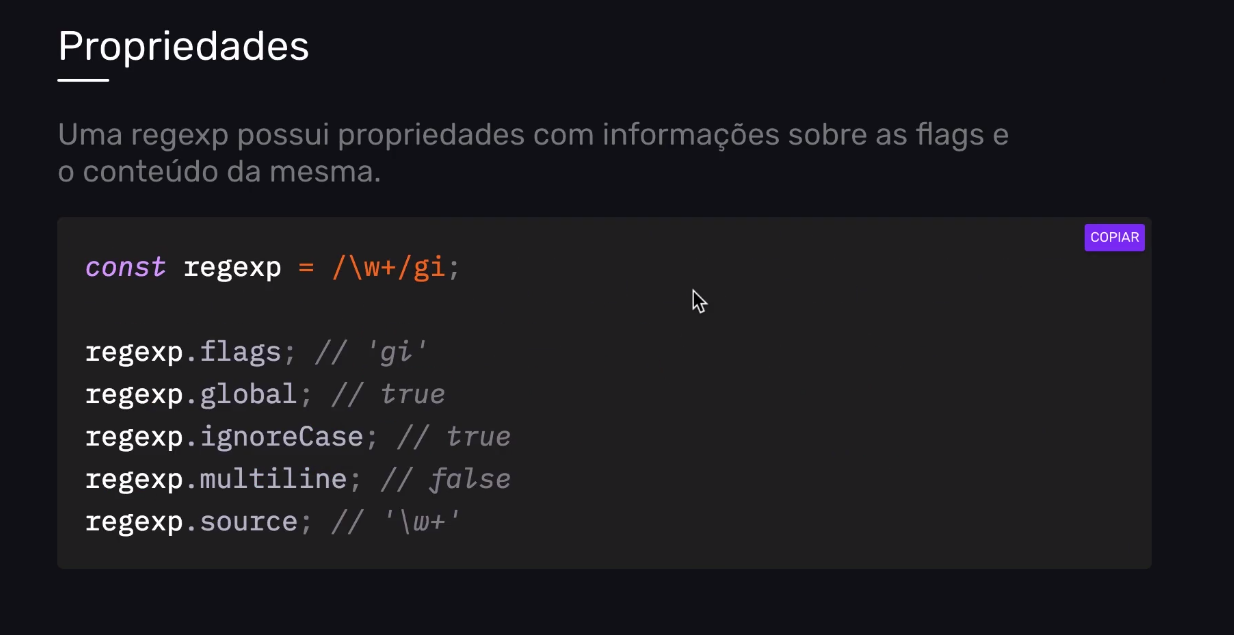 Propriedades
Uma regexp possui propriedades com informações sobre as flags e
o conteúdo da mesma.
COPIAR
const regexp = /\w+/gi;
regexp.flags; // 'gi'
regexp.global; // true
regexp.ignoreCase; // true
regexp.multiline; // false
regexp.source; // '\w+'